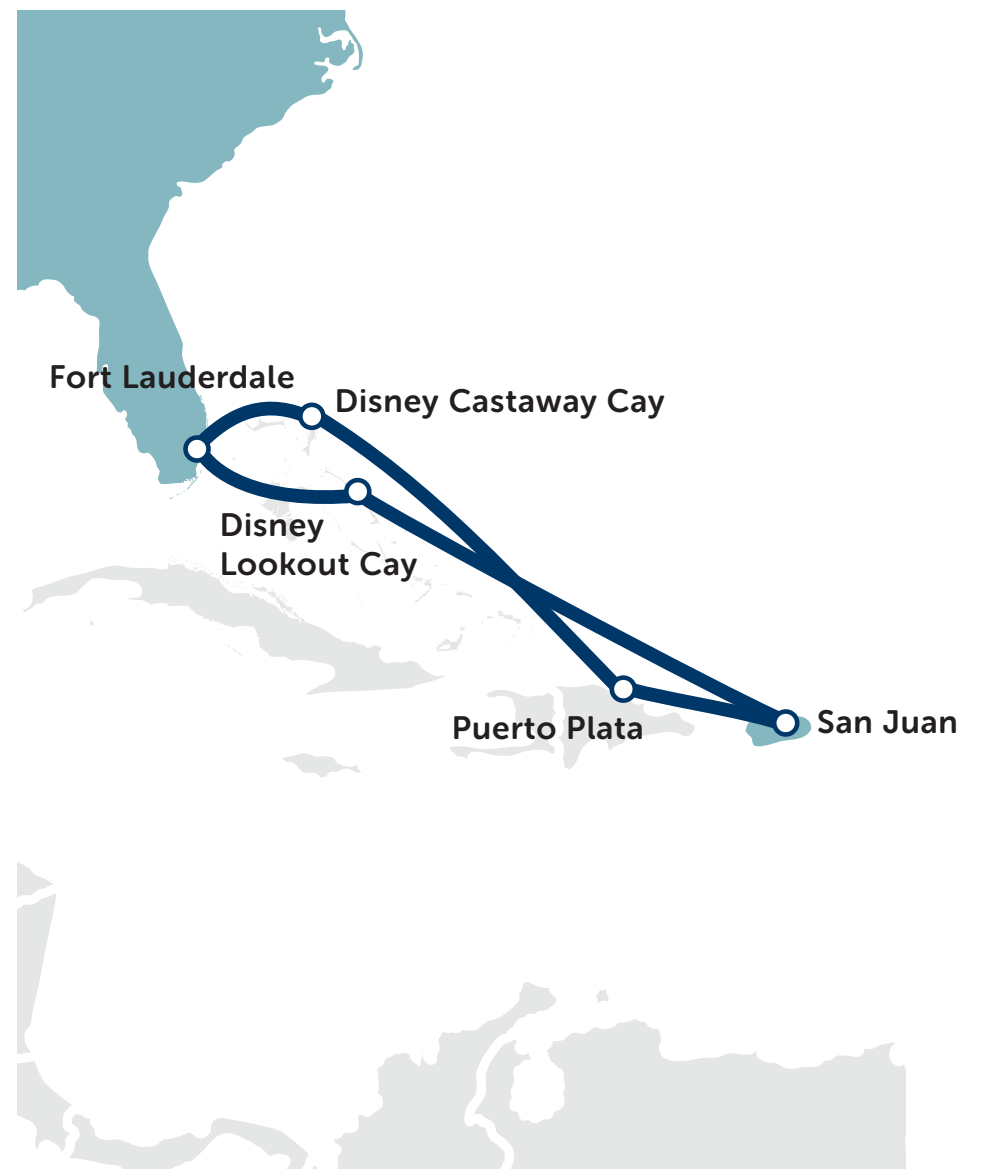 Fort Lauderdale
Disney Castaway Cay
Disney
Lookout Cay
Puerto Plata
San Juan